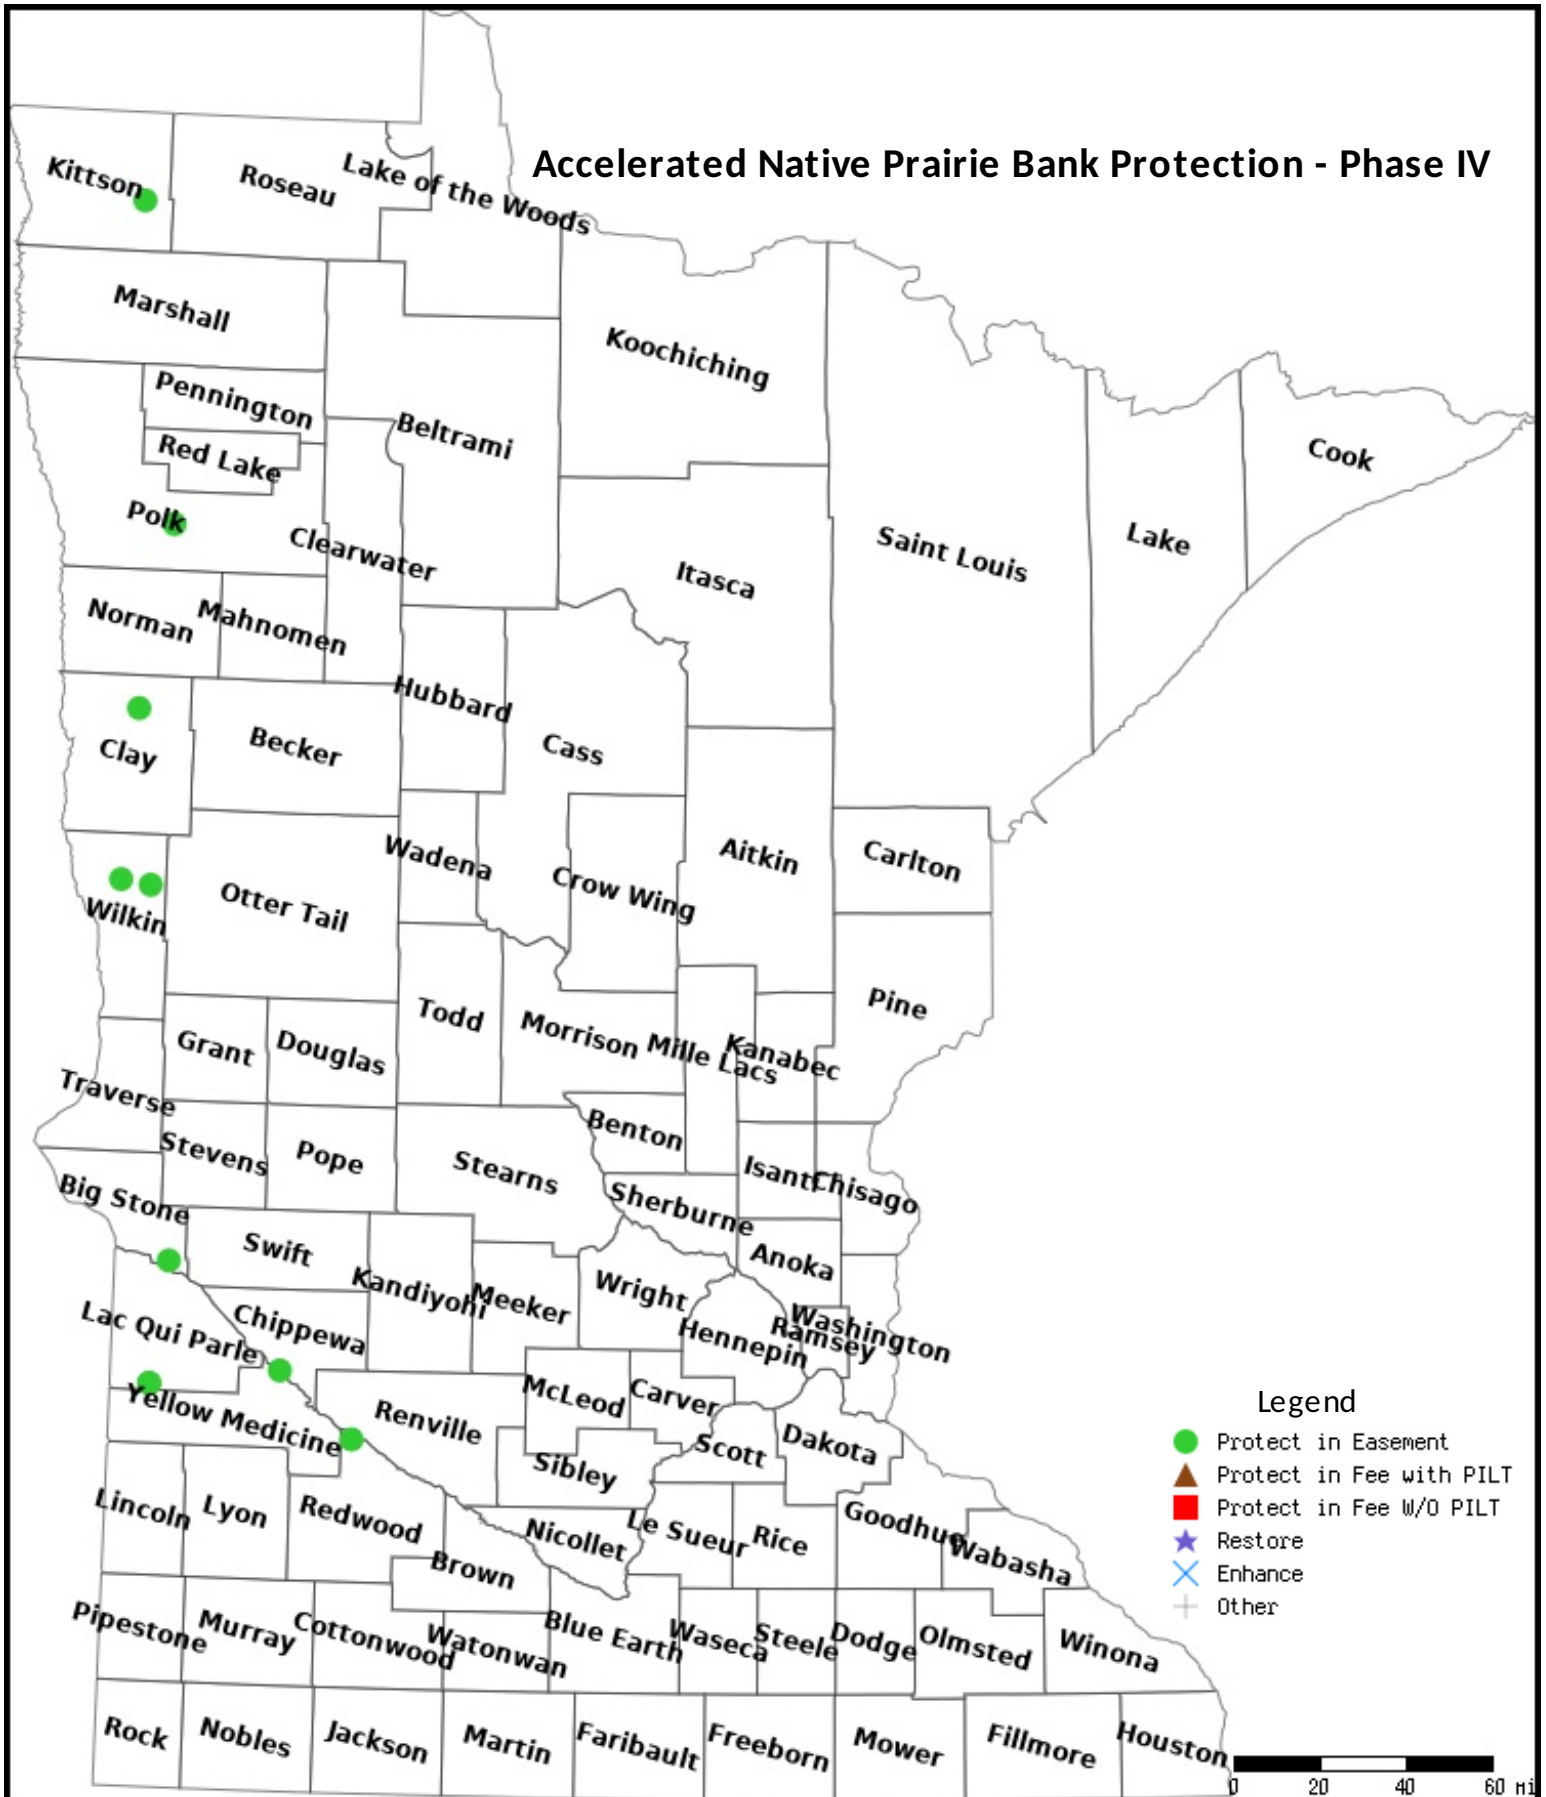 Accelerated Native Prairie Bank Protection - Phase IV
Kittson
Roseau
Lake of the Woods
Marshall
Koochiching
Pennington
Beltrami
Red Lake
Cook
Polk
Clearwater
Saint Louis
Lake
Itasca
Norman
Mahnomen
Hubbard
Clay
Becker
Cass
Wadena
Aitkin
Carlton
Crow Wing
Otter Tail
Wilkin
Pine
Todd
Morrison
Mille Lacs
Kanabec
Grant
Douglas
Traverse
Benton
Stevens
Pope
Stearns
Isanti
Chisago
Big Stone
Sherburne
Swift
Anoka
Kandiyohi
Meeker
Wright
Washington
Ramsey
Hennepin
Lac Qui Parle
Chippewa
McLeod
Carver
Yellow Medicine
Renville
Scott
Dakota
Sibley
Legend
Protect in Easement
Protect in Fee with PILT
Protect in Fee W/O PILT
Restore
Enhance
Other
Lincoln
Lyon
Redwood
Nicollet
Le Sueur
Rice
Goodhue
Wabasha
Brown
Pipestone
Murray
Cottonwood
Watonwan
Blue Earth
Waseca
Steele
Dodge
Olmsted
Winona
Rock
Nobles
Jackson
Martin
Faribault
Freeborn
Mower
Fillmore
Houston
0 20 40 60 mi